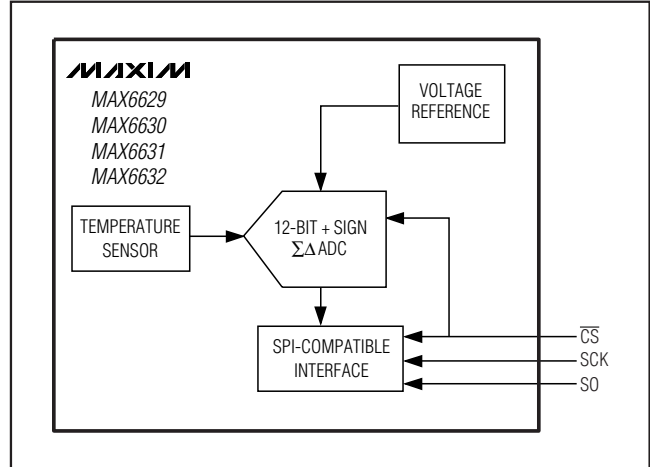 MAXIM
MAX6629
MAX6630
MAX6631
MAX6632
VOLTAGE
REFERENCE
TEMPERATURE
SENSOR
12-BIT + SIGN
ΣΔ ADC
SPI-COMPATIBLE
INTERFACE
C̅S̅
SCK
SO